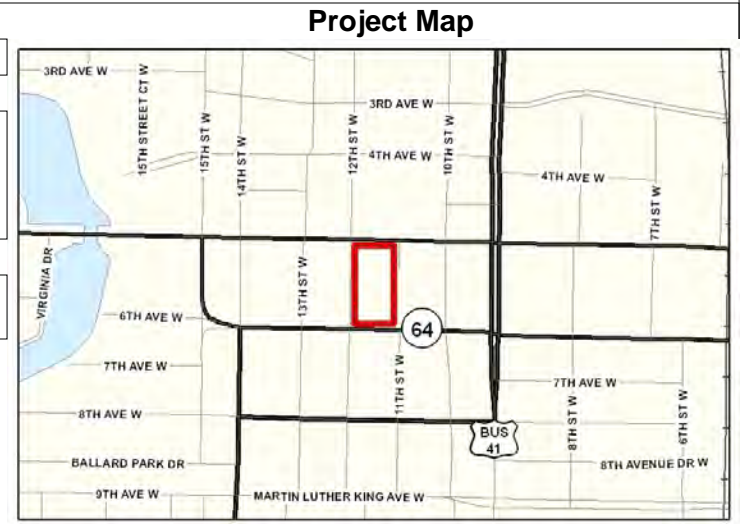 Project Map
3RD AVE W
15TH STREET CT W
15TH ST W
14TH ST W
12TH ST W
3RD AVE W
10TH ST W
4TH AVE W
4TH AVE W
7TH ST W
VIRGINIA DR
13TH ST W
6TH AVE W
64
7TH AVE W
11TH ST W
7TH AVE W
8TH AVE W
BUS
41
8TH ST W
6TH ST W
BALLARD PARK DR
8TH AVENUE DR W
9TH AVE W
MARTIN LUTHER KING AVE W